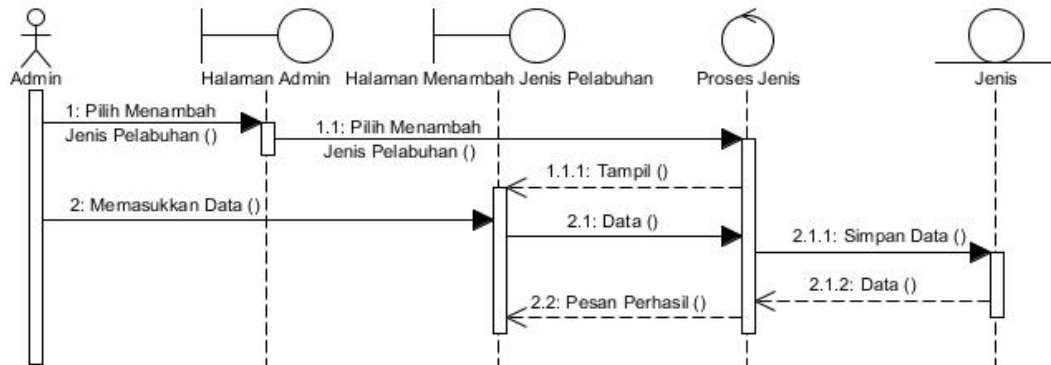 Admin
Halaman Admin
Halaman Menambah Jenis Pelabuhan
Proses Jenis
Jenis
1: Pilih Menambah
Jenis Pelabuhan ()
1.1: Pilih Menambah
Jenis Pelabuhan ()
1.1.1: Tampil ()
2: Memasukkan Data ()
2.1: Data ()
2.1.1: Simpan Data ()
2.1.2: Data ()
2.2: Pesan Perhasil ()